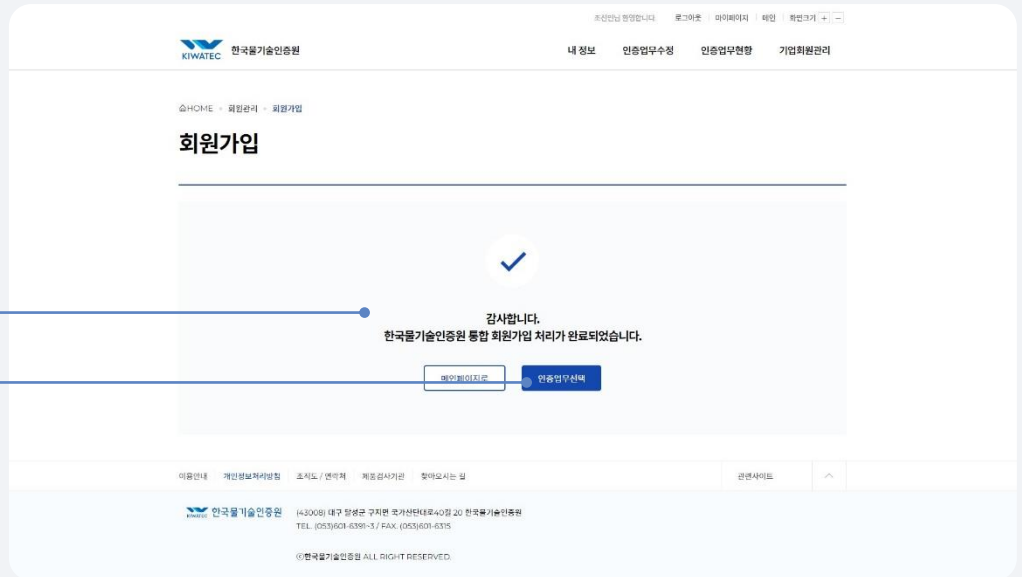 조신인님 환영합니다 로그아웃 마이페이지 메인 화면크기 + −
KIWATEC 한국물기술인증원
내 정보 인증업무수정 인증업무현황 기업회원관리
HOME 회원관리 회원가입
회원가입
감사합니다.
한국물기술인증원 통합 회원가입 처리가 완료되었습니다.
메인페이지로 인증업무선택
이용안내 개인정보처리방침 조직도 / 연락처 제품검사기관 찾아오시는 길 관련사이트
KIWATEC 한국물기술인증원 (43008) 대구 달성군 구지면 국가산단대로40길 20 한국물기술인증원
TEL. (053)601-6391~3 / FAX. (053)601-6315
ⓒ한국물기술인증원 ALL RIGHT RESERVED.